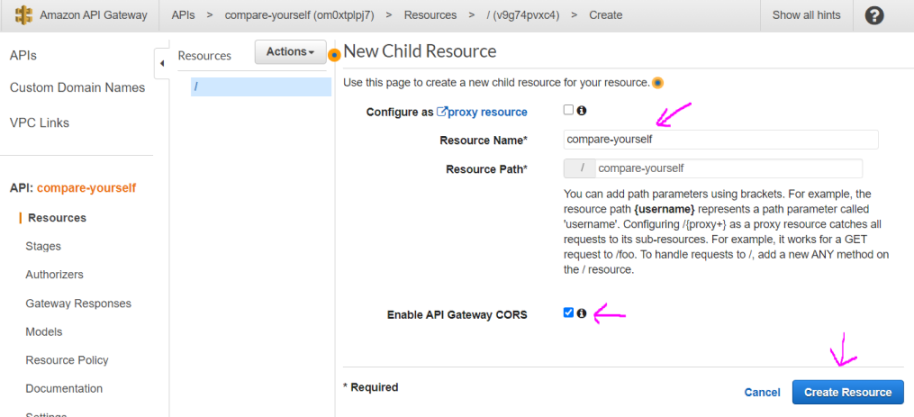 Amazon API Gateway APIs > compare-yourself (om0xtplpj7) > Resources > / (v9g74pvxc4) > Create Show all hints ?
APIs
Custom Domain Names
VPC Links
API: compare-yourself
Resources
Stages
Authorizers
Gateway Responses
Models
Resource Policy
Documentation
Settings
Resources Actions
/
New Child Resource
Use this page to create a new child resource for your resource.
Configure as proxy resource
Resource Name* compare-yourself
Resource Path* / compare-yourself
You can add path parameters using brackets. For example, the
resource path {username} represents a path parameter called
'username'. Configuring /{proxy+} as a proxy resource catches all
requests to its sub-resources. For example, it works for a GET
request to /foo. To handle requests to /, add a new ANY method on
the / resource.
Enable API Gateway CORS
* Required
Cancel Create Resource